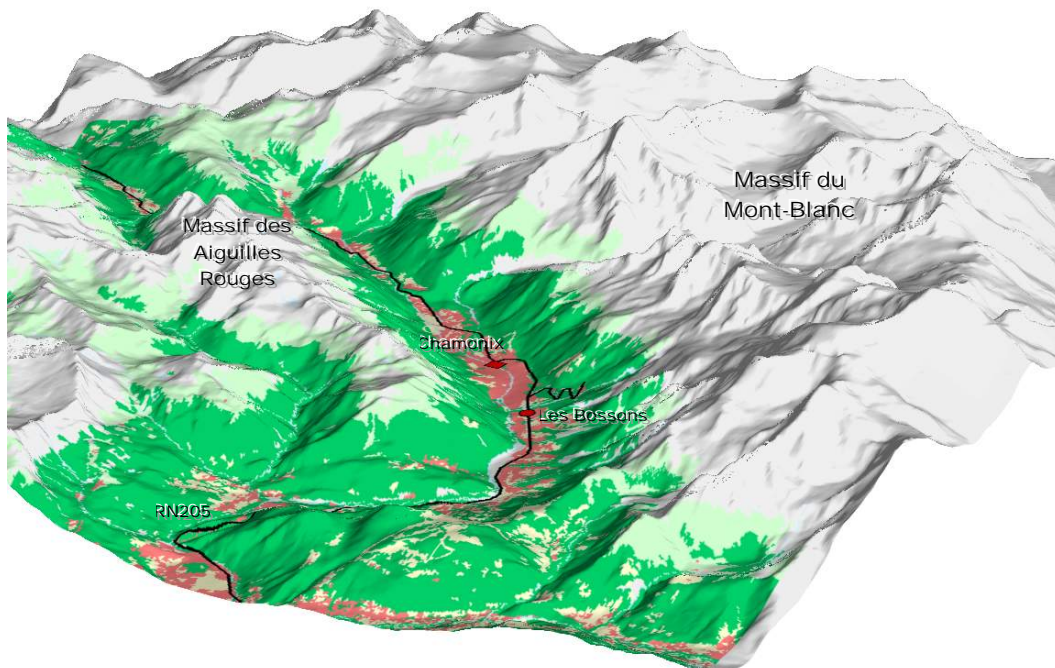 Massif du
Mont-Blanc
Massif des
Aiguilles
Rouges
Chamonix
Les Bossons
RN205